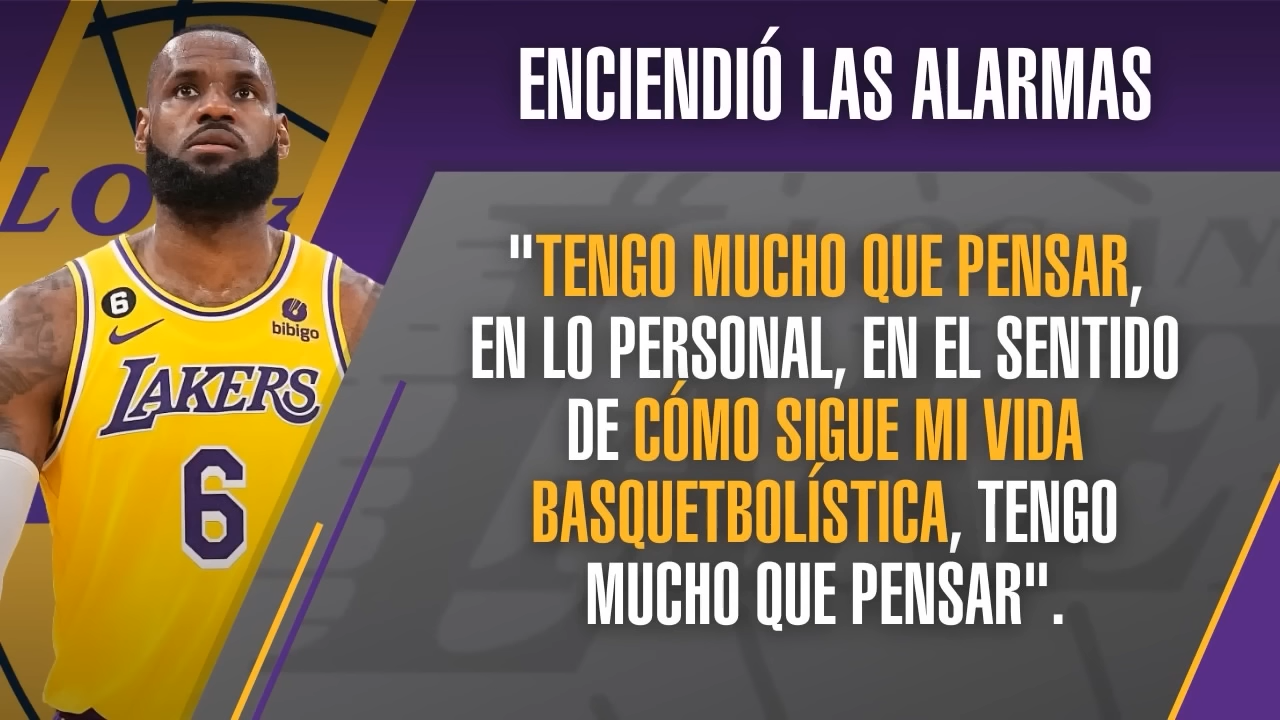 ENCIENDIÓ LAS ALARMAS
"TENGO MUCHO QUE PENSAR,
EN LO PERSONAL, EN EL SENTIDO
DE CÓMO SIGUE MI VIDA
BASQUETBOLÍSTICA, TENGO
MUCHO QUE PENSAR".
6
bibigo
LAKERS
6